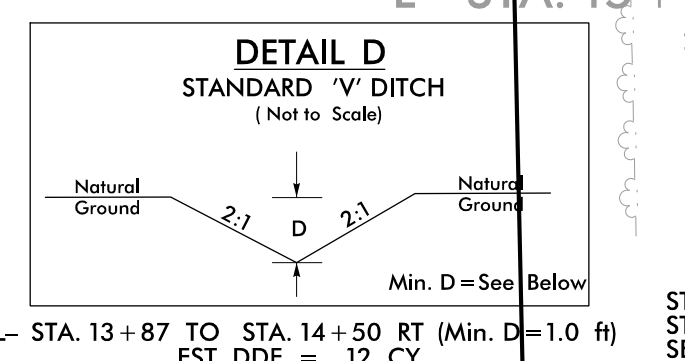 DETAIL D
STANDARD 'V' DITCH
( Not to Scale)
Natural
Ground
2:1
D
2:1
Natural
Ground
Min. D = See Below
L– STA. 13+87 TO STA. 14+50 RT (Min. D=1.0 ft)
EST DDE = 12 CY